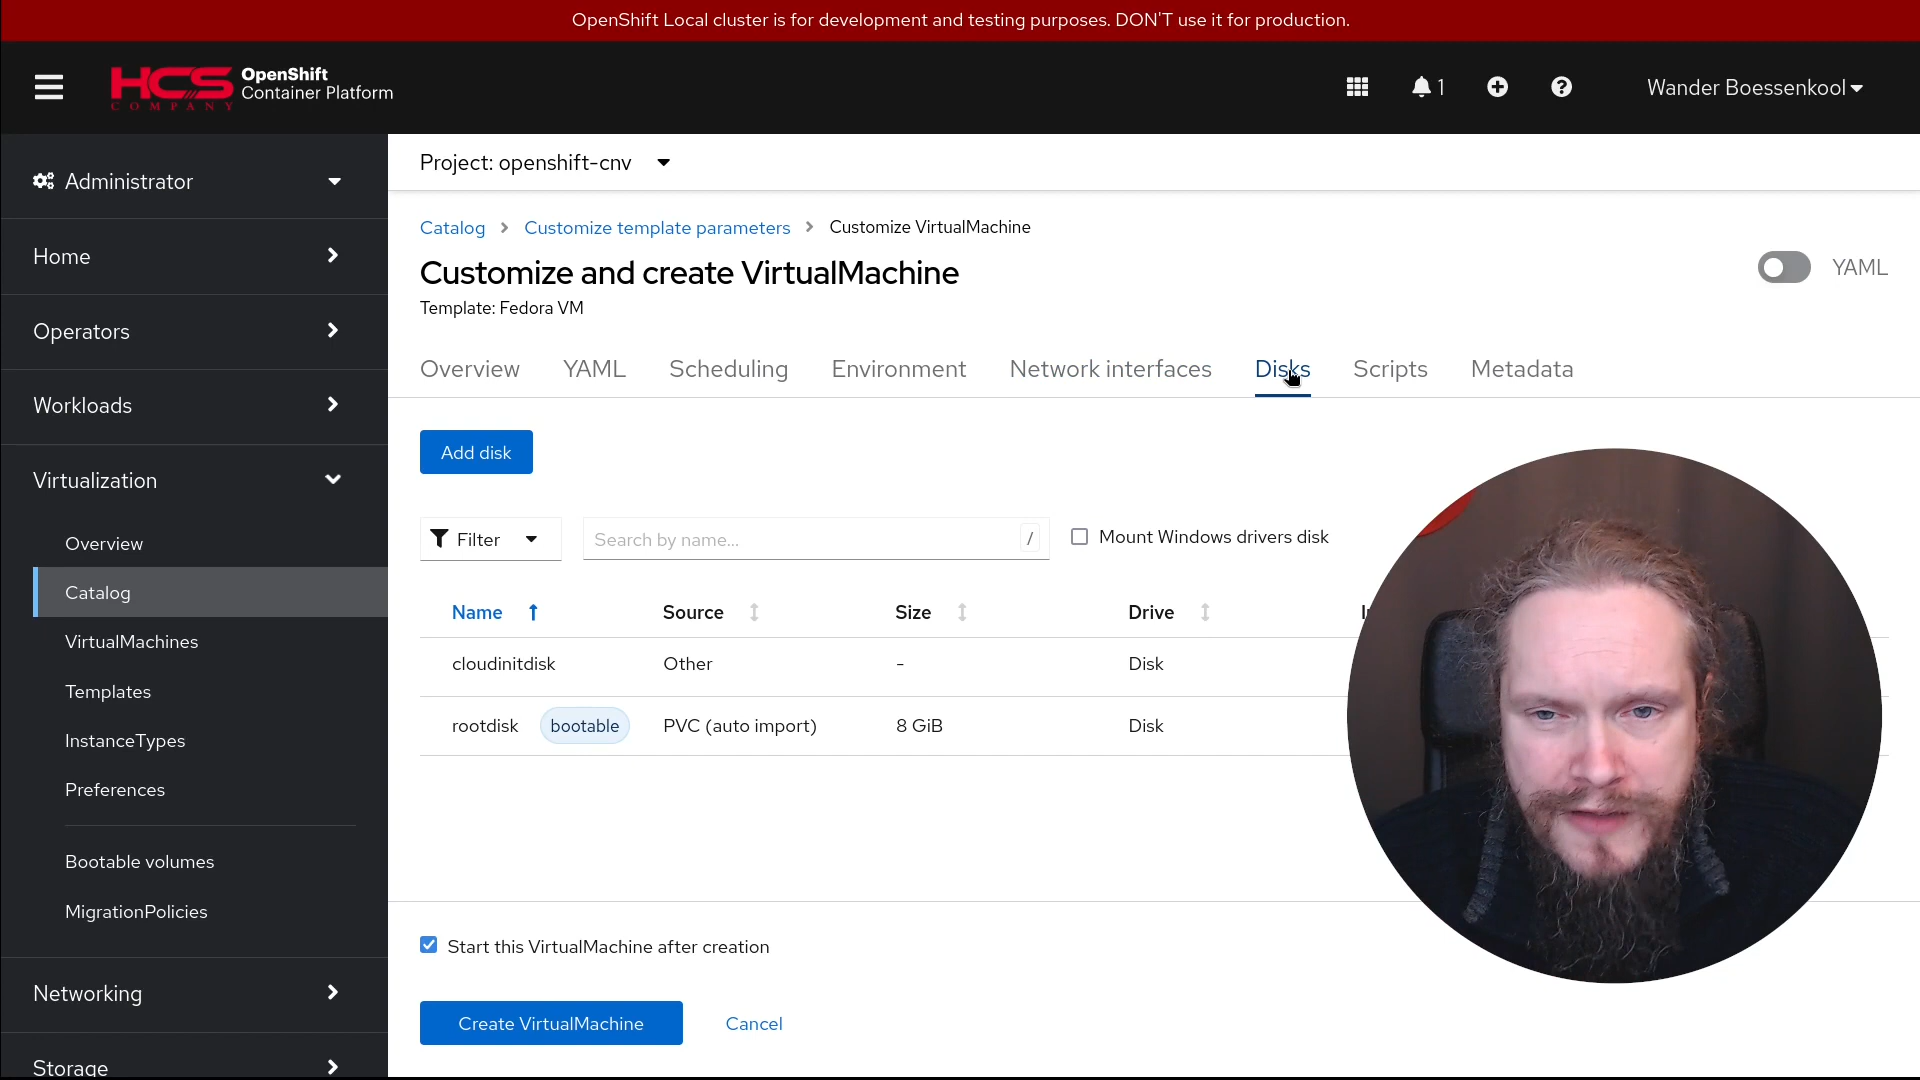 OpenShift Local cluster is for development and testing purposes. DON'T use it for production.
HCS
COMPANY
OpenShift
Container Platform
1
Wander Boessenkool
Administrator
Home
Operators
Workloads
Virtualization
Overview
Catalog
VirtualMachines
Templates
InstanceTypes
Preferences
Bootable volumes
MigrationPolicies
Networking
Storage
Project: openshift-cnv
Catalog > Customize template parameters > Customize VirtualMachine
Customize and create VirtualMachine
YAML
Template: Fedora VM
Overview YAML Scheduling Environment Network interfaces Disks Scripts Metadata
Add disk
Filter Search by name... / Mount Windows drivers disk
Name Source Size Drive
cloudinitdisk Other - Disk
rootdisk bootable PVC (auto import) 8 GiB Disk
Start this VirtualMachine after creation
Create VirtualMachine Cancel